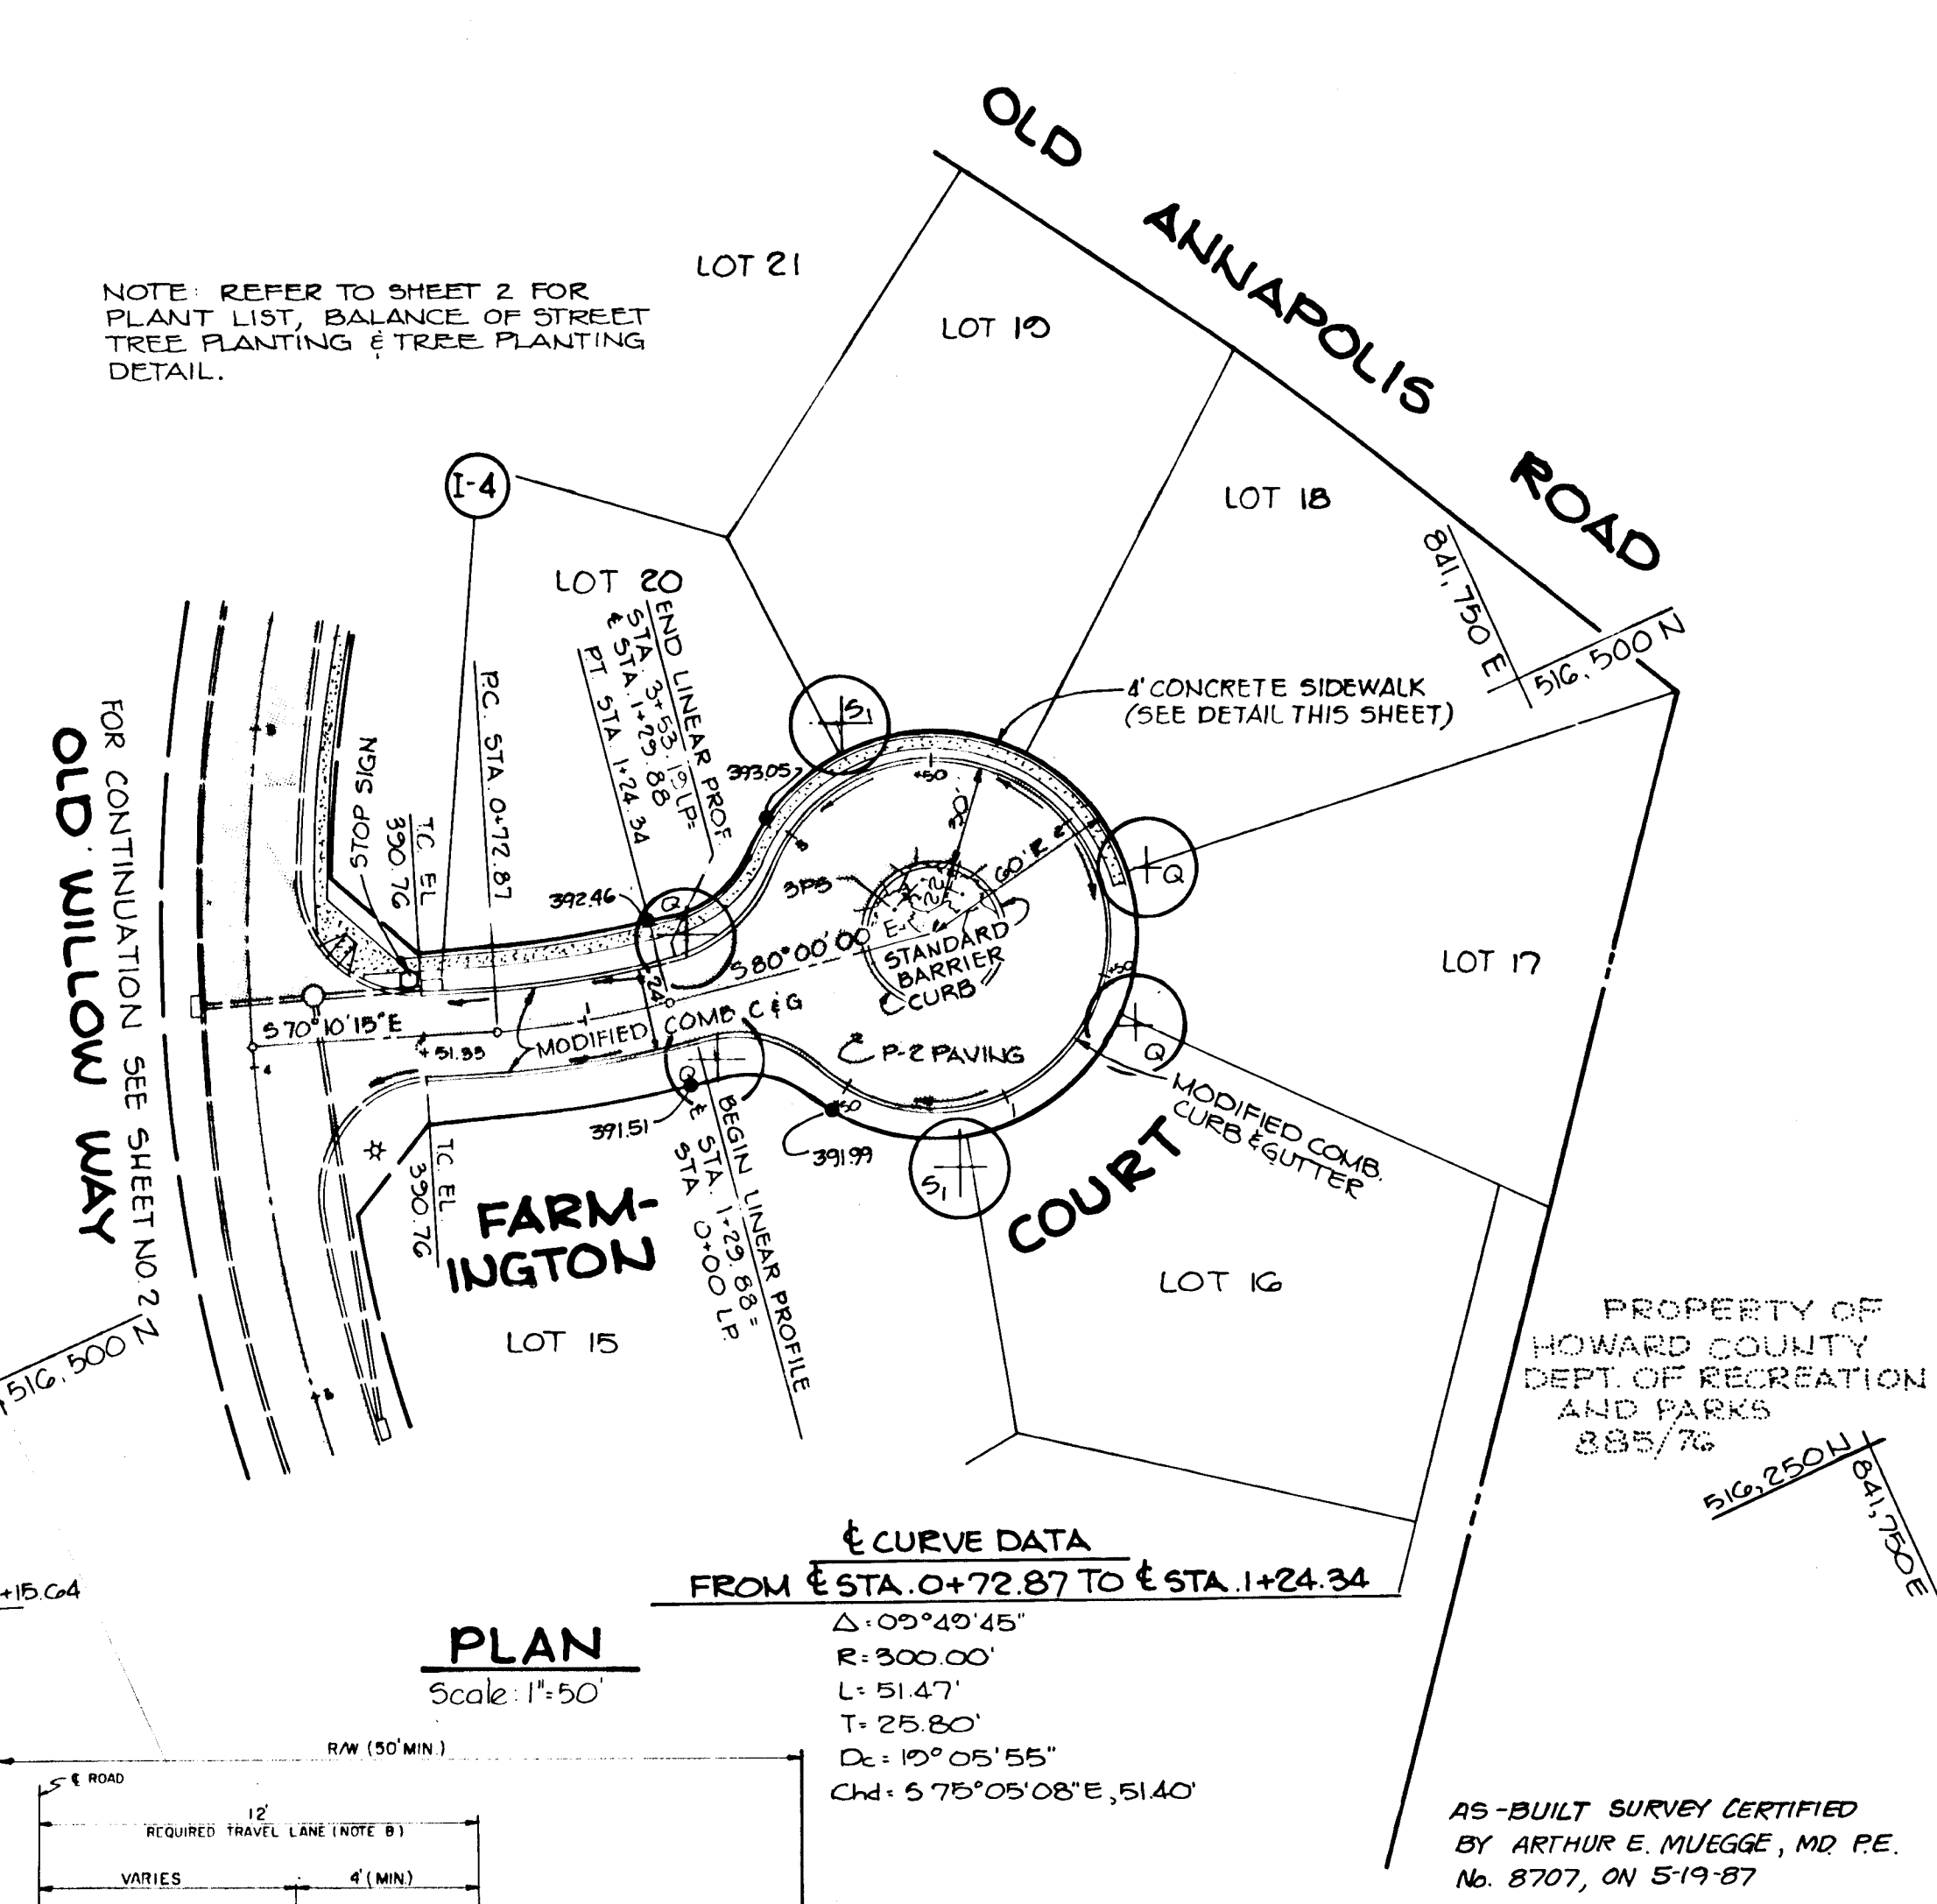 OLD ANNAPOLIS ROAD
NOTE: REFER TO SHEET 2 FOR
PLANT LIST, BALANCE OF STREET
TREE PLANTING & TREE PLANTING
DETAIL.
LOT 21
LOT 19
LOT 18
I-4
LOT 20
END LINEAR PROF.
STA. 3+53.19 LP=
℄ STA. 1+29.88
P.T. STA. 1+24.34
P.C. STA. 0+72.87
841,750 E
516,500 N
4' CONCRETE SIDEWALK
(SEE DETAIL THIS SHEET)
S1
393.05
+50
30'
60' R
Q
STOP SIGN
TC EL
390.76
392.46
Q
3PS
S80°00'00"E
STANDARD
BARRIER
CURB
24'
LOT 17
+50
Q
FOR CONTINUATION SEE SHEET NO. 2
OLD WILLOW WAY
S70°10'15"E
+51.33
MODIFIED COMB. C & G
P-2 PAVING
MODIFIED COMB.
CURB & GUTTER
Q
391.51
+50
391.99
S1
TC EL.
390.76
BEGIN LINEAR PROFILE
℄ STA. 1+29.88 =
STA 0+00 L.P.
FARM-
INGTON
COURT
LOT 16
LOT 15
516,500 N
PROPERTY OF
HOWARD COUNTY
DEPT. OF RECREATION
AND PARKS
885/76
516,250 N
841,750 E
+15.64
℄ CURVE DATA
FROM ℄ STA. 0+72.87 TO ℄ STA. 1+24.34
Δ: 09°49'45"
R: 300.00'
L: 51.47'
T: 25.80'
Dc = 19°05'55"
Chd = S 75°05'08"E, 51.40'
PLAN
Scale: 1"=50'
R/W (50' MIN.)
℄ ROAD
12'
REQUIRED TRAVEL LANE (NOTE B)
VARIES
4' (MIN.)
AS-BUILT SURVEY CERTIFIED
BY ARTHUR E. MUEGGE, MD. P.E.
No. 8707, ON 5-19-87